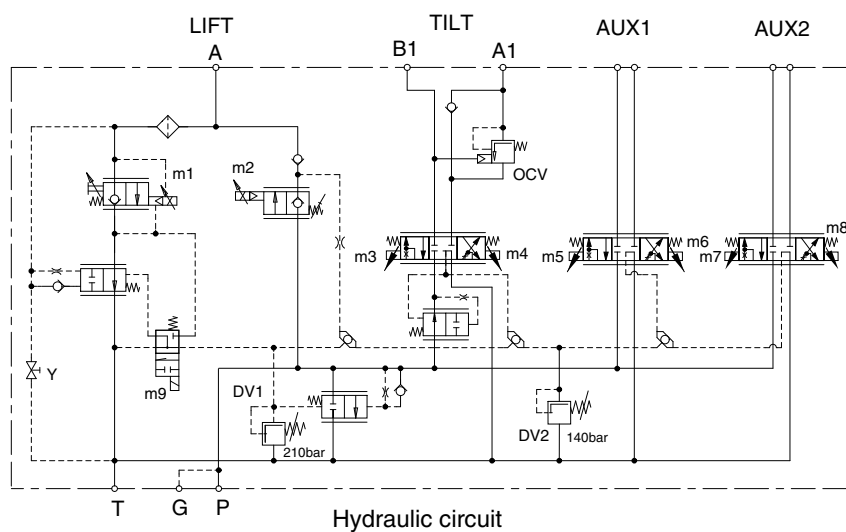 LIFT
TILT
AUX1
AUX2
A
B1
A1
m1
m2
OCV
m3
m4
m5
m6
m7
m8
m9
Y
DV1
210bar
DV2
140bar
T
G
P
Hydraulic circuit